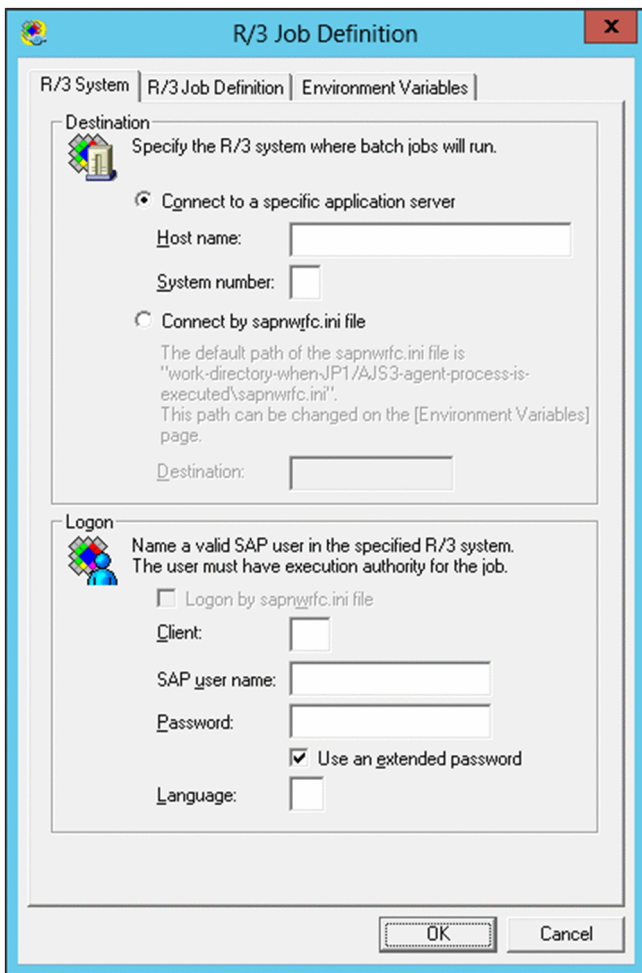 R/3 Job Definition
x
R/3 System
R/3 Job Definition
Environment Variables
Destination
Specify the R/3 system where batch jobs will run.
Connect to a specific application server
Host name:
System number:
Connect by sapnwrfc.ini file
The default path of the sapnwrfc.ini file is
"work-directory-when-JP1/AJS3-agent-process-is-
executed\sapnwrfc.ini".
This path can be changed on the [Environment Variables]
page.
Destination:
Logon
Name a valid SAP user in the specified R/3 system.
The user must have execution authority for the job.
Logon by sapnwrfc.ini file
Client:
SAP user name:
Password:
Use an extended password
Language:
OK
Cancel